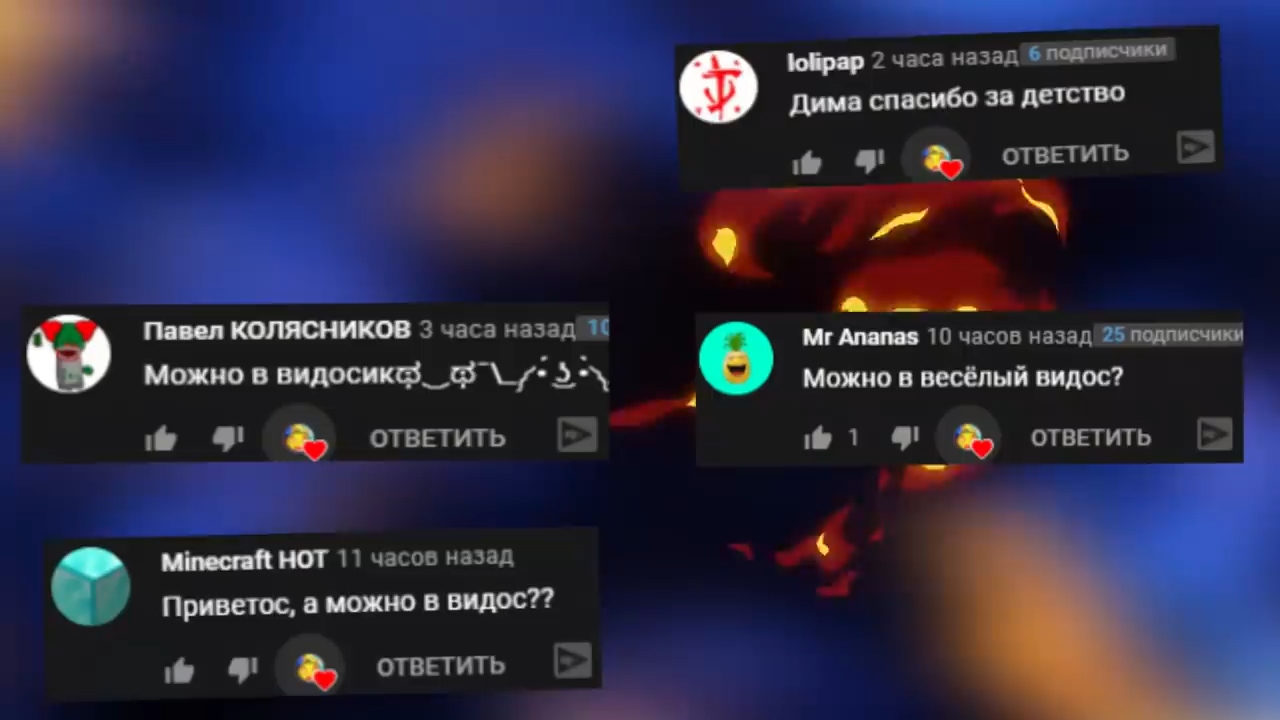 lolipap 2 часа назад 6 подписчики
Дима спасибо за детство
ОТВЕТИТЬ
Павел КОЛЯСНИКОВ 3 часа назад 10
Можно в видосикಢ್ಢ‿ಢ್ಢ¯\_༼•́ ͜ʖ •̀
ОТВЕТИТЬ
Mr Ananas 10 часов назад 25 подписчики
Можно в весёлый видос?
1
ОТВЕТИТЬ
Minecraft HOT 11 часов назад
Приветос, а можно в видос??
ОТВЕТИТЬ